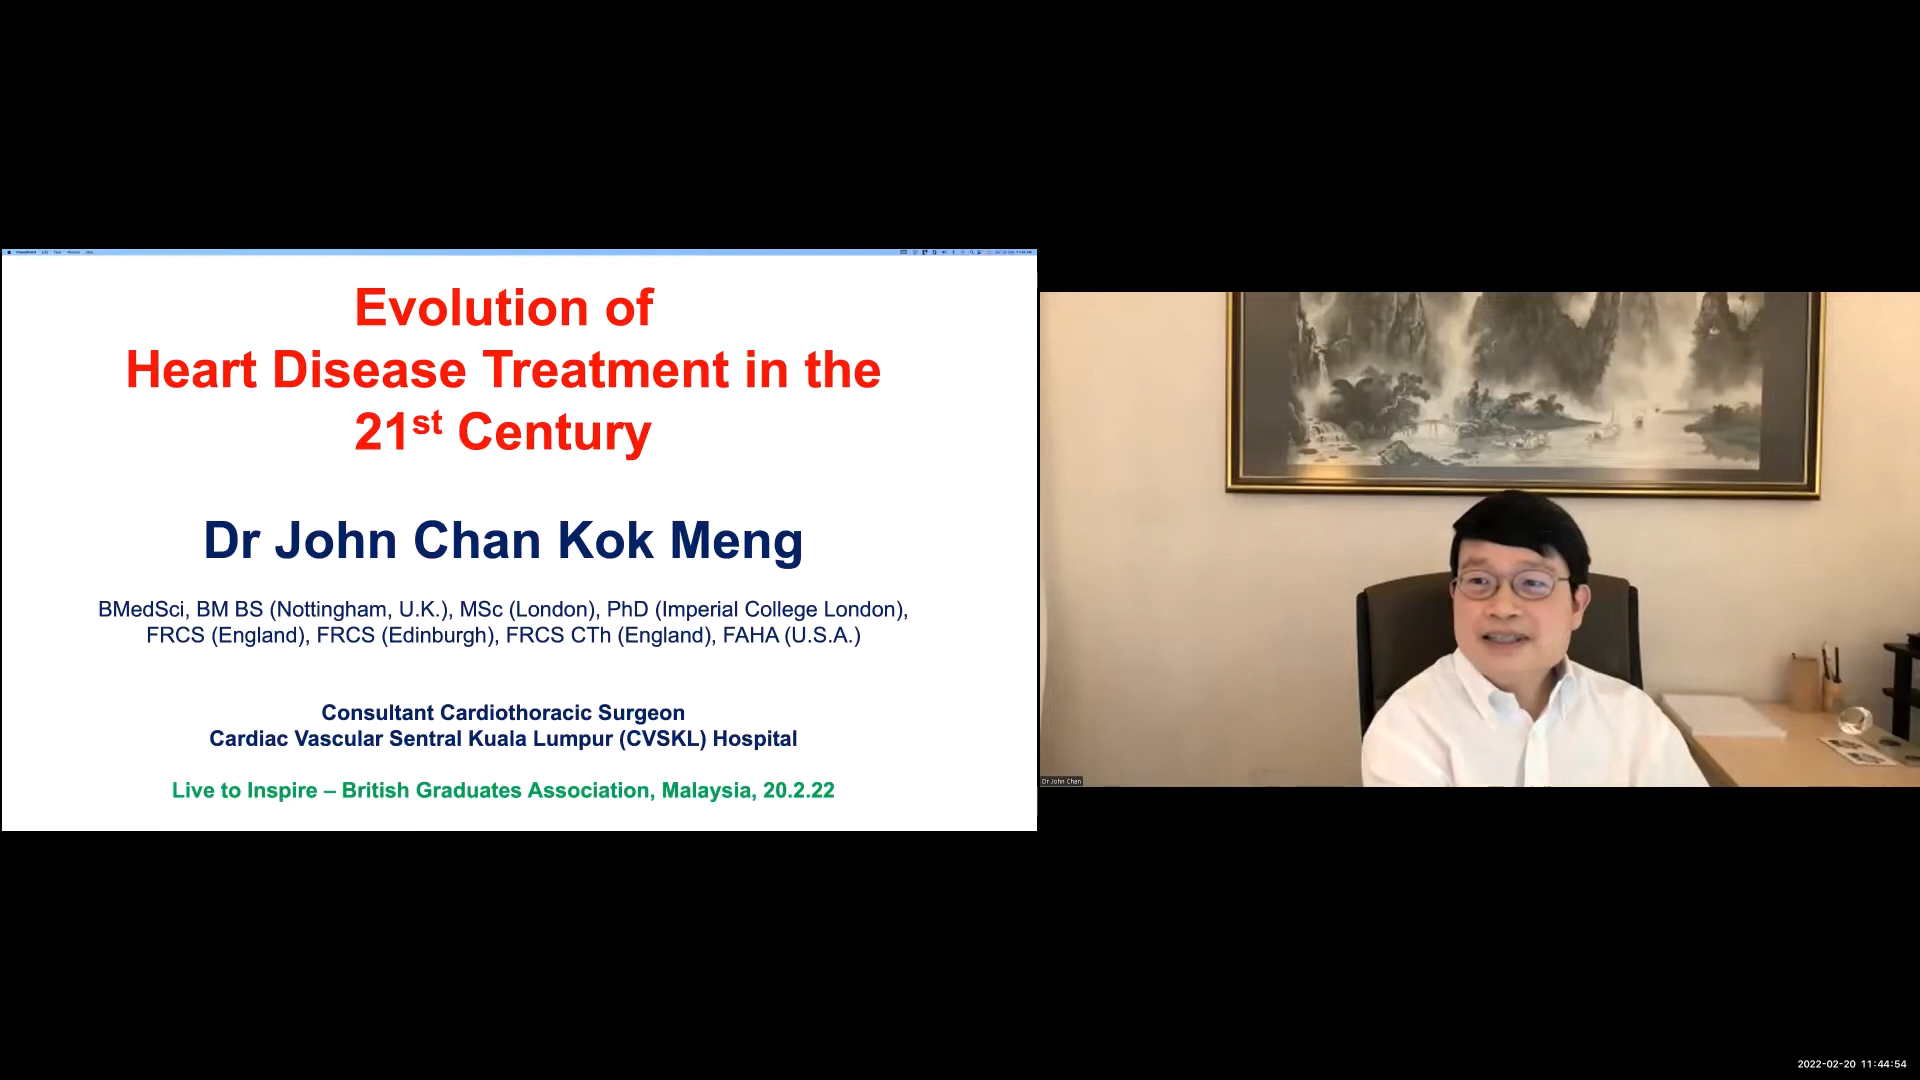 Evolution of
Heart Disease Treatment in the
21st Century
Dr John Chan Kok Meng
BMedSci, BM BS (Nottingham, U.K.), MSc (London), PhD (Imperial College London),
FRCS (England), FRCS (Edinburgh), FRCS CTh (England), FAHA (U.S.A.)
Consultant Cardiothoracic Surgeon
Cardiac Vascular Sentral Kuala Lumpur (CVSKL) Hospital
Live to Inspire – British Graduates Association, Malaysia, 20.2.22
Dr John Chan
2022-02-20 11:44:54